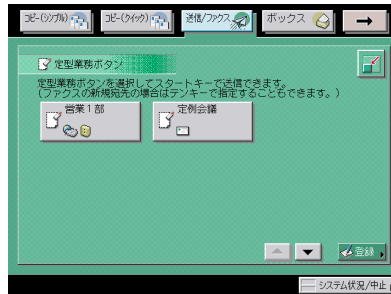 コピー(シンプル)
コピー(クイック)
送信/ファクス
ボックス
定型業務ボタン
定型業務ボタンを選択してスタートキーで送信できます。
(ファクスの新規宛先の場合はテンキーで指定することもできます。)
営業1部
定例会議
登録
システム状況/中止